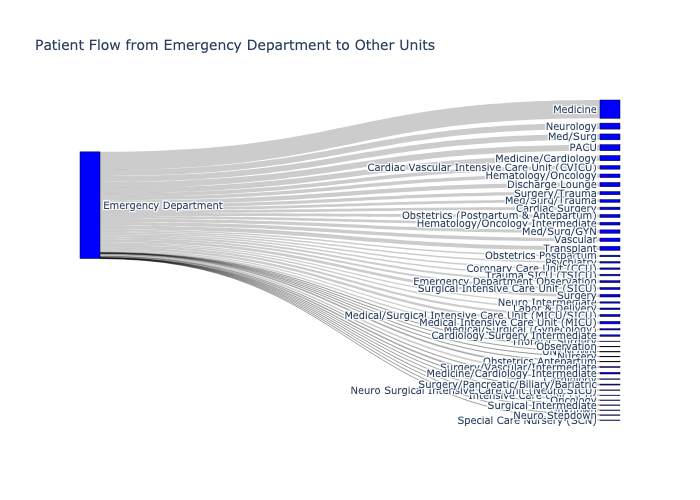 Patient Flow from Emergency Department to Other Units
Emergency Department
Medicine
Neurology
Med/Surg
PACU
Medicine/Cardiology
Cardiac Vascular Intensive Care Unit (CVICU)
Hematology/Oncology
Discharge Lounge
Surgery/Trauma
Med/Surg/Trauma
Cardiac Surgery
Obstetrics (Postpartum & Antepartum)
Hematology/Oncology Intermediate
Med/Surg/GYN
Vascular
Transplant
Obstetrics Postpartum
Psychiatry
Coronary Care Unit (CCU)
Trauma SICU (TSICU)
Emergency Department Observation
Surgical Intensive Care Unit (SICU)
Surgery
Neuro Intermediate
Labor & Delivery
Medical/Surgical Intensive Care Unit (MICU/SICU)
Medical Intensive Care Unit (MICU)
Medical/Surgical (Gynecology)
Cardiology Surgery Intermediate
Thoracic Surgery
Observation
Nursery
Obstetrics Antepartum
Surgery/Vascular/Intermediate
Medicine/Cardiology Intermediate
Surgery/Pancreatic/Biliary/Bariatric
Neuro Surgical Intensive Care Unit (Neuro SICU)
Intensive Care Unit
Oncology
Surgical Intermediate
Neuro Stepdown
Special Care Nursery (SCN)